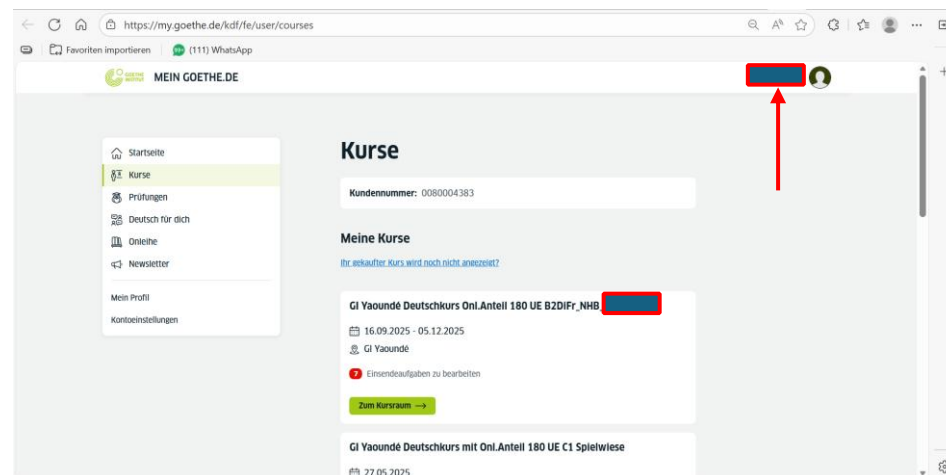 https://my.goethe.de/kdf/fe/user/courses
Favoriten importieren
(111) WhatsApp
MEIN GOETHE.DE
Startseite
Kurse
Prüfungen
Deutsch für dich
Onleihe
Newsletter
Mein Profil
Kontoeinstellungen
Kurse
Kundennummer: 0080004383
Meine Kurse
Ihr gekaufter Kurs wird noch nicht angezeigt?
GI Yaoundé Deutschkurs Onl.Anteil 180 UE B2DiFr_NHB_
16.09.2025 - 05.12.2025
GI Yaoundé
7 Einsendeaufgaben zu bearbeiten
Zum Kursraum →
GI Yaoundé Deutschkurs mit Onl.Anteil 180 UE C1 Spielwiese
27.05.2025